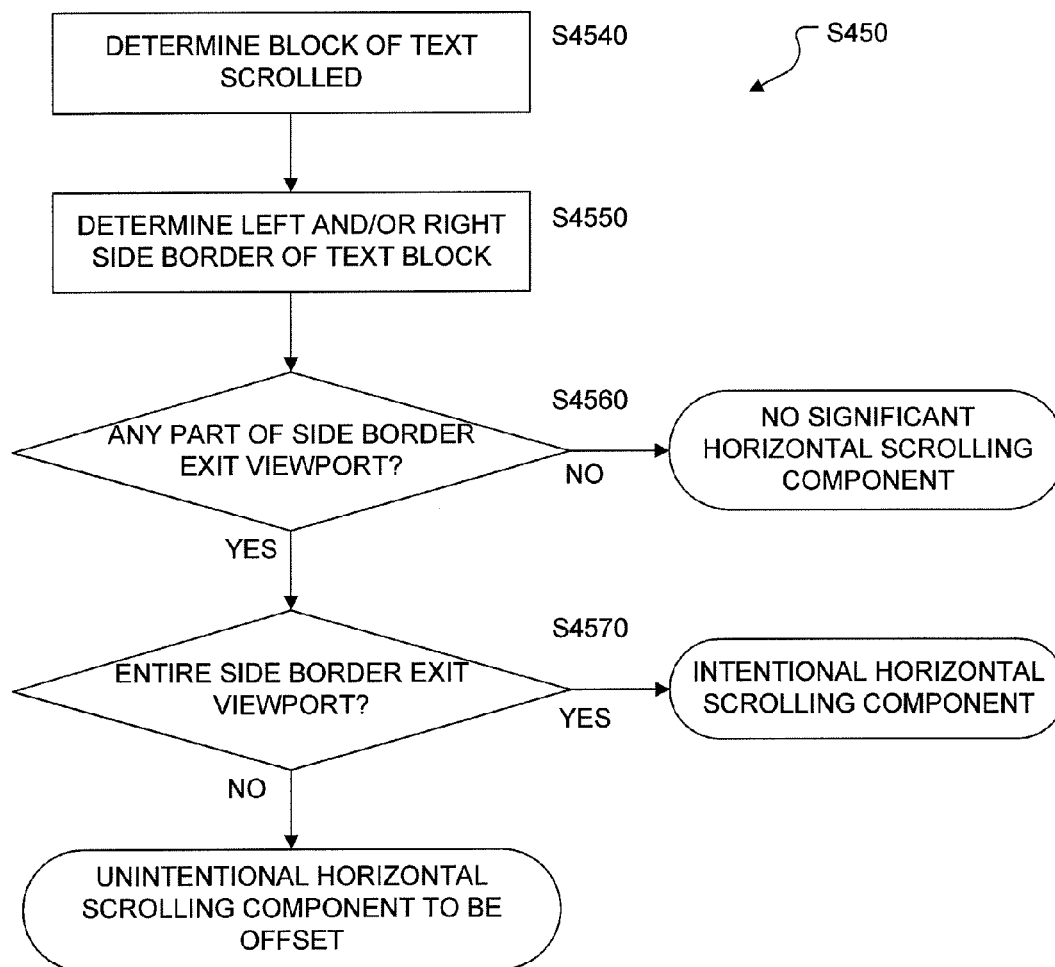 DETERMINE BLOCK OF TEXT
SCROLLED
S4540
S450
DETERMINE LEFT AND/OR RIGHT
SIDE BORDER OF TEXT BLOCK
S4550
ANY PART OF SIDE BORDER
EXIT VIEWPORT?
S4560
NO
NO SIGNIFICANT
HORIZONTAL SCROLLING
COMPONENT
YES
ENTIRE SIDE BORDER EXIT
VIEWPORT?
S4570
YES
INTENTIONAL HORIZONTAL
SCROLLING COMPONENT
NO
UNINTENTIONAL HORIZONTAL
SCROLLING COMPONENT TO BE
OFFSET